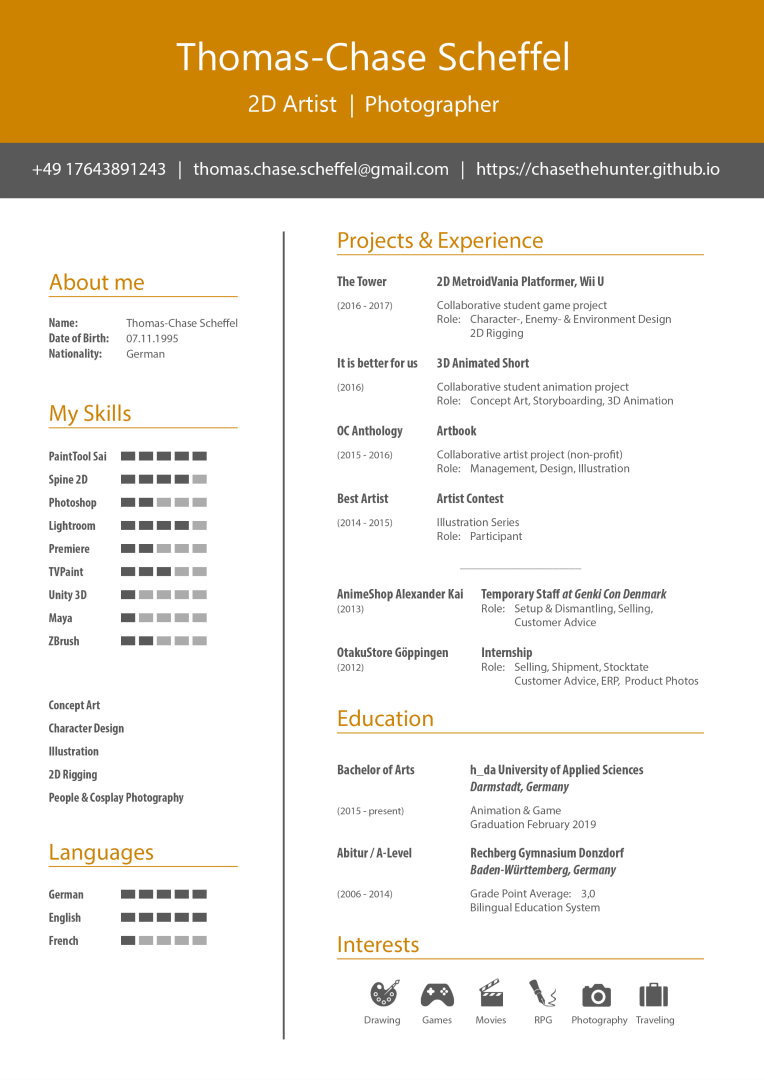 Thomas-Chase Scheffel
2D Artist | Photographer
+49 17643891243 | thomas.chase.scheffel@gmail.com | https://chasethehunter.github.io
About me
Name: Thomas-Chase Scheffel
Date of Birth: 07.11.1995
Nationality: German
My Skills
PaintTool Sai
Spine 2D
Photoshop
Lightroom
Premiere
TVPaint
Unity 3D
Maya
ZBrush
Concept Art
Character Design
Illustration
2D Rigging
People & Cosplay Photography
Languages
German
English
French
Projects & Experience
The Tower 2D MetroidVania Platformer, Wii U
(2016 - 2017) Collaborative student game project
Role: Character-, Enemy- & Environment Design
2D Rigging
It is better for us 3D Animated Short
(2016) Collaborative student animation project
Role: Concept Art, Storyboarding, 3D Animation
OC Anthology Artbook
(2015 - 2016) Collaborative artist project (non-profit)
Role: Management, Design, Illustration
Best Artist Artist Contest
(2014 - 2015) Illustration Series
Role: Participant
AnimeShop Alexander Kai Temporary Staff at Genki Con Denmark
(2013) Role: Setup & Dismantling, Selling,
Customer Advice
OtakuStore Göppingen Internship
(2012) Role: Selling, Shipment, Stocktate
Customer Advice, ERP, Product Photos
Education
Bachelor of Arts h_da University of Applied Sciences
Darmstadt, Germany
(2015 - present) Animation & Game
Graduation February 2019
Abitur / A-Level Rechberg Gymnasium Donzdorf
Baden-Württemberg, Germany
(2006 - 2014) Grade Point Average: 3,0
Bilingual Education System
Interests
Drawing Games Movies RPG Photography Traveling